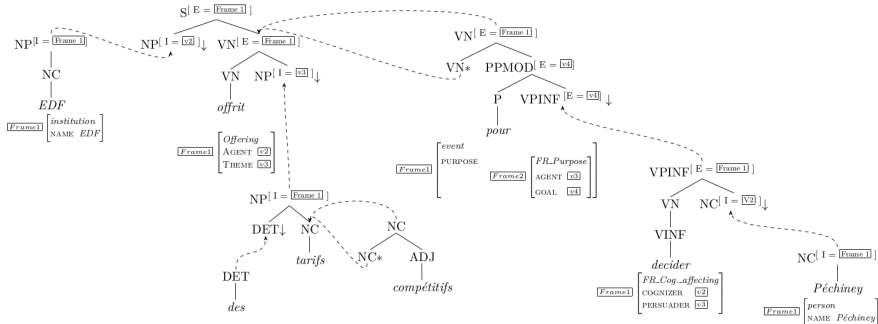 S[ E = Frame 1 ]
NP[I = Frame 1 ]
NP[ I = v2 ]↓
VN[ E = Frame 1 ]
VN[ E = Frame 1 ]
NC
VN
NP[ I = v3 ]↓
VN*
PPMOD[E = v4]
EDF
offrit
P
VPINF[E = v4]↓
pour
Frame1
institution
NAME EDF
Frame1
Offering
AGENT v2
THEME v3
Frame1
event
PURPOSE
Frame2
FR_Purpose
AGENT v3
GOAL v4
NP[ I = Frame 1 ]
VPINF[ E = Frame 1 ]
DET↓
NC
NC
VN
NC[ I = V2 ]↓
tarifs
NC*
ADJ
VINF
DET
compétitifs
decider
NC[ I = Frame 1 ]
des
Péchiney
Frame1
FR_Cog._affecting
COGNIZER v2
PERSUADER v3
Frame1
person
NAME Péchiney